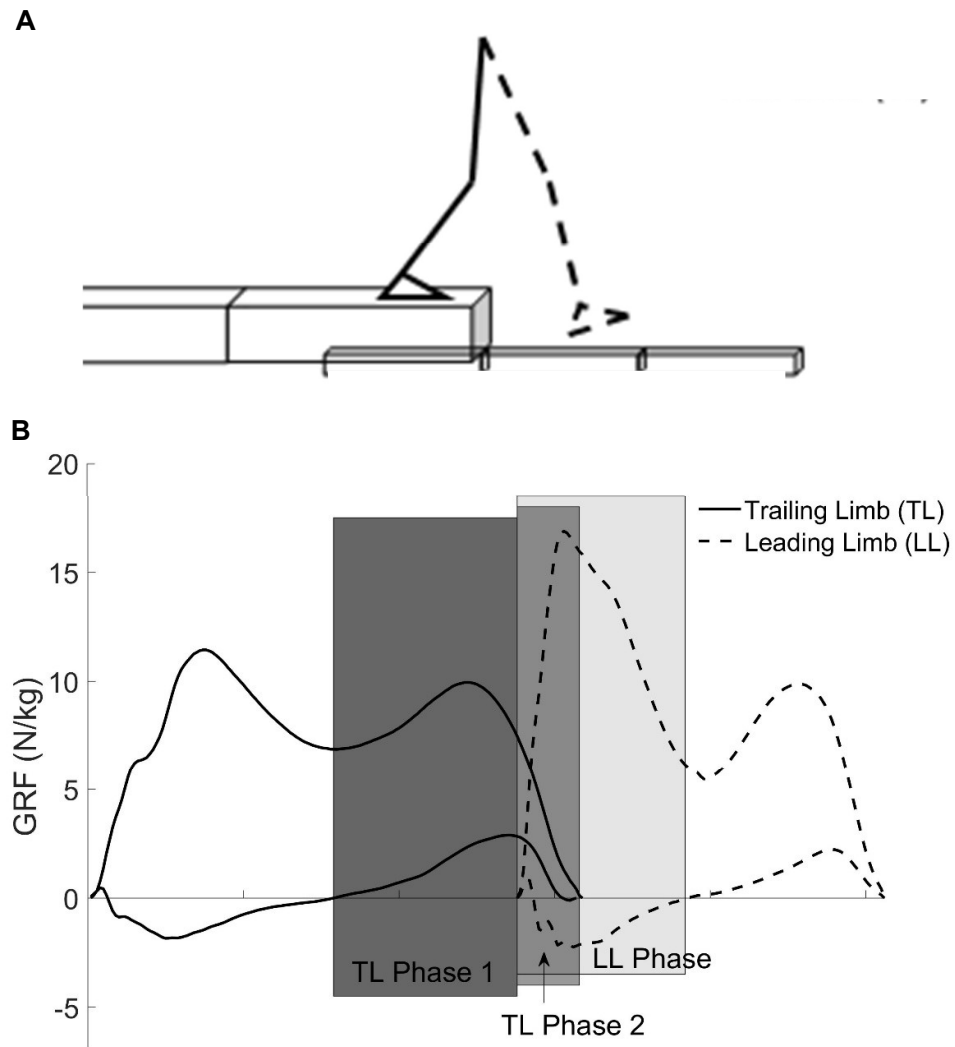 A
B
20
15
10
5
0
-5
GRF (N/kg)
Trailing Limb (TL)
Leading Limb (LL)
TL Phase 1
LL Phase
TL Phase 2